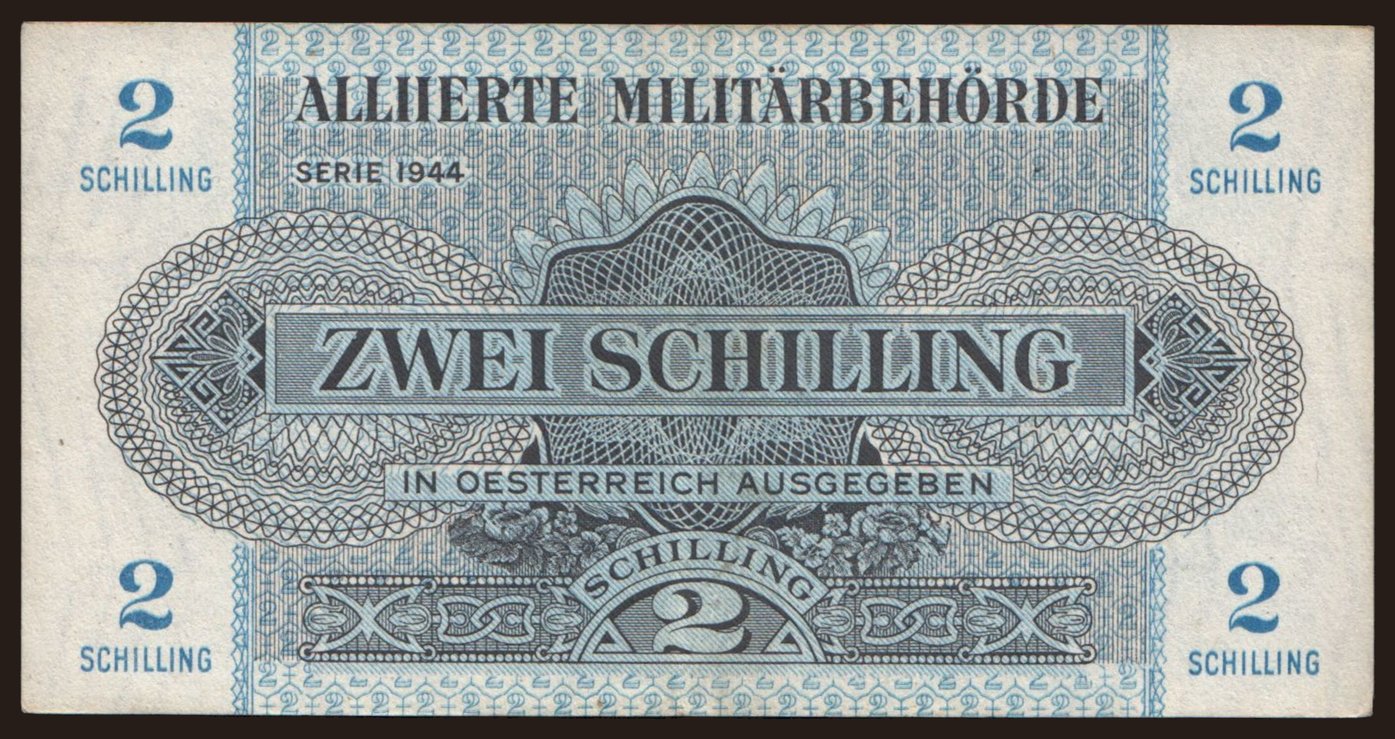 2 SCHILLING
ALLIIERTE MILITÄRBEHÖRDE
SERIE 1944
2 SCHILLING
ZWEI SCHILLING
IN OESTERREICH AUSGEGEBEN
SCHILLING
2
2 SCHILLING
2 SCHILLING